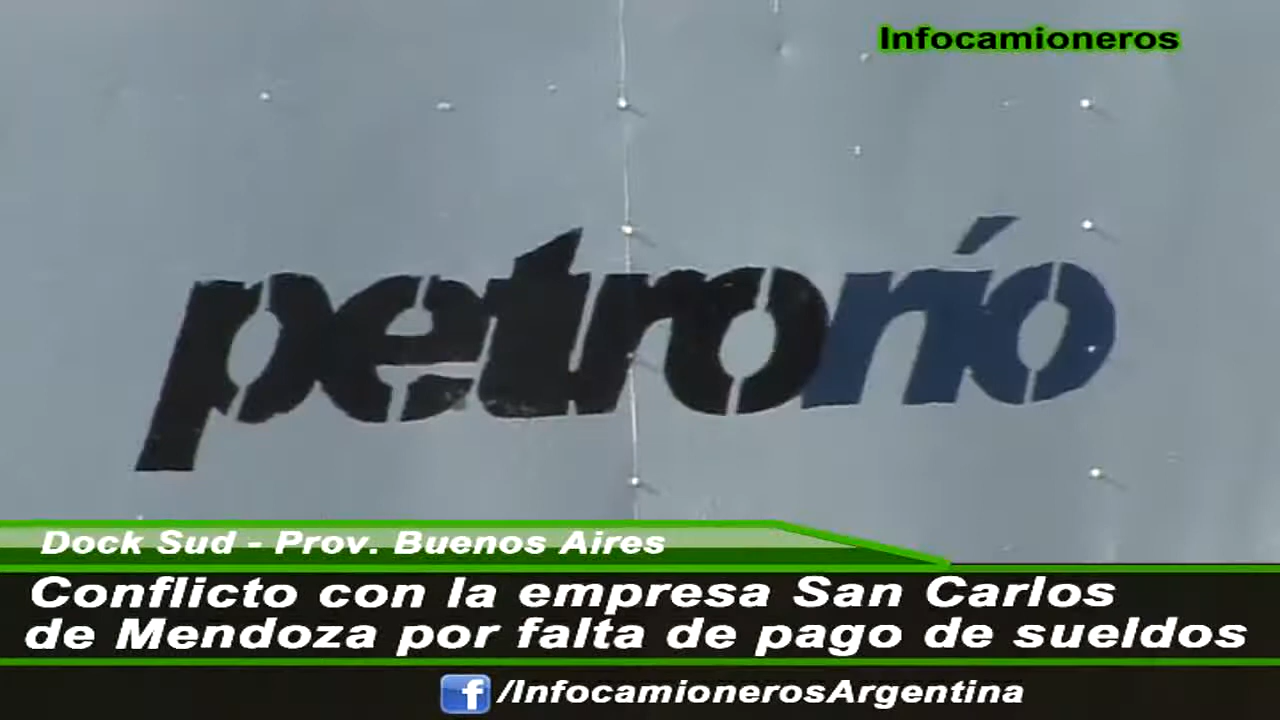 Infocamioneros
petrorío
Dock Sud - Prov. Buenos Aires
Conflicto con la empresa San Carlos
de Mendoza por falta de pago de sueldos
/InfocamionerosArgentina